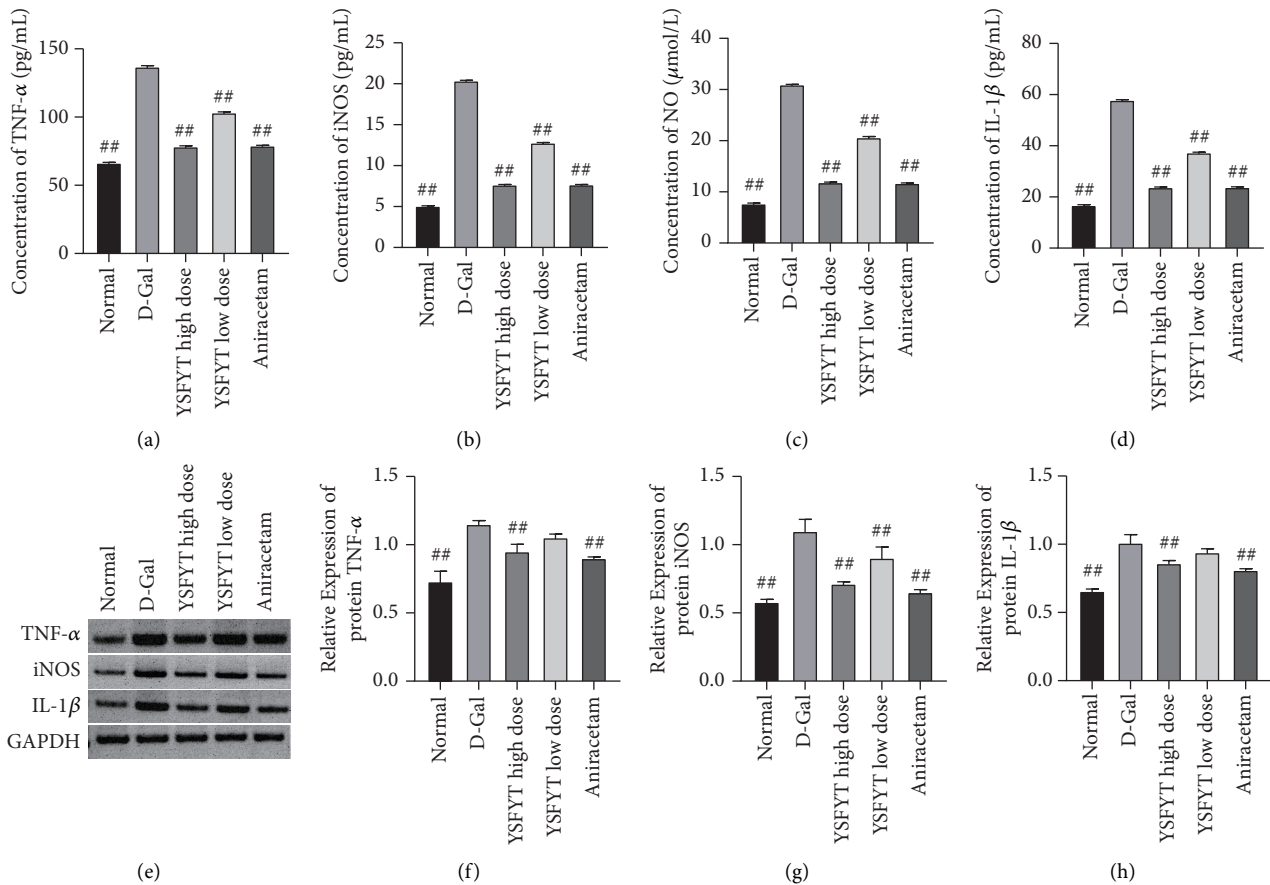 Concentration of TNF-α (pg/mL)
150
100
50
0
##
##
##
##
Normal
D-Gal
YSFYT high dose
YSFYT low dose
Aniracetam
(a)
Concentration of iNOS (pg/mL)
25
20
15
10
5
0
##
##
##
##
Normal
D-Gal
YSFYT high dose
YSFYT low dose
Aniracetam
(b)
Concentration of NO (μmol/L)
40
30
20
10
0
##
##
##
##
Normal
D-Gal
YSFYT high dose
YSFYT low dose
Aniracetam
(c)
Concentration of IL-1β (pg/mL)
80
60
40
20
0
##
##
##
##
Normal
D-Gal
YSFYT high dose
YSFYT low dose
Aniracetam
(d)
Normal
D-Gal
YSFYT high dose
YSFYT low dose
Aniracetam
TNF-α
iNOS
IL-1β
GAPDH
(e)
Relative Expression of
protein TNF-α
1.5
1.0
0.5
0.0
##
##
##
Normal
D-Gal
YSFYT high dose
YSFYT low dose
Aniracetam
(f)
Relative Expression of
protein iNOS
1.5
1.0
0.5
0.0
##
##
##
##
Normal
D-Gal
YSFYT high dose
YSFYT low dose
Aniracetam
(g)
Relative Expression of
protein IL-1β
1.5
1.0
0.5
0.0
##
##
##
Normal
D-Gal
YSFYT high dose
YSFYT low dose
Aniracetam
(h)